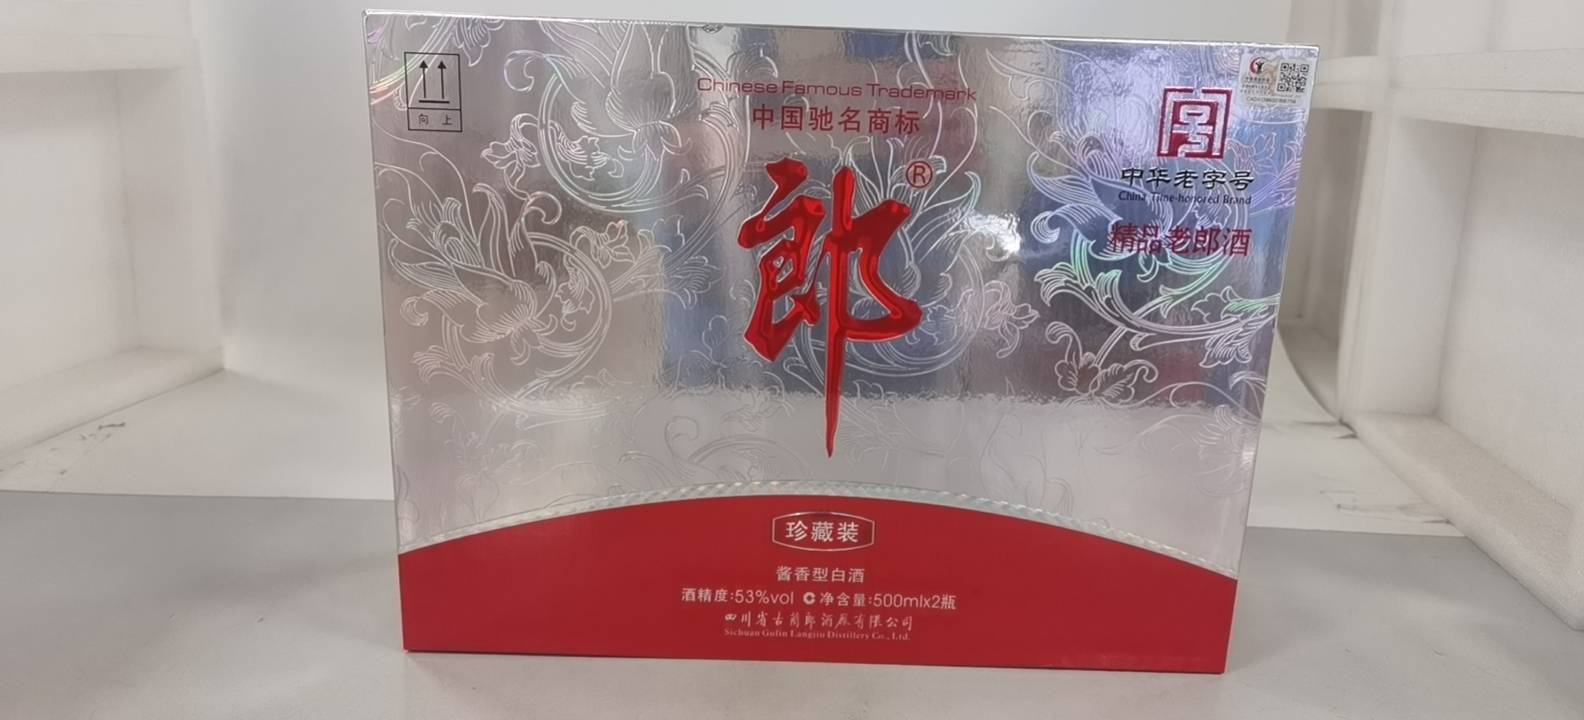 向 上
Chinese Famous Trademark
中国驰名商标
郎®
中华老字号
China Time-honored Brand
精品老郎酒
珍藏装
酱香型白酒
酒精度:53%vol 净含量:500mlx2瓶
四川省古蔺郎酒厂有限公司
Sichuan Gulin Langjiu Distillery Co., Ltd.